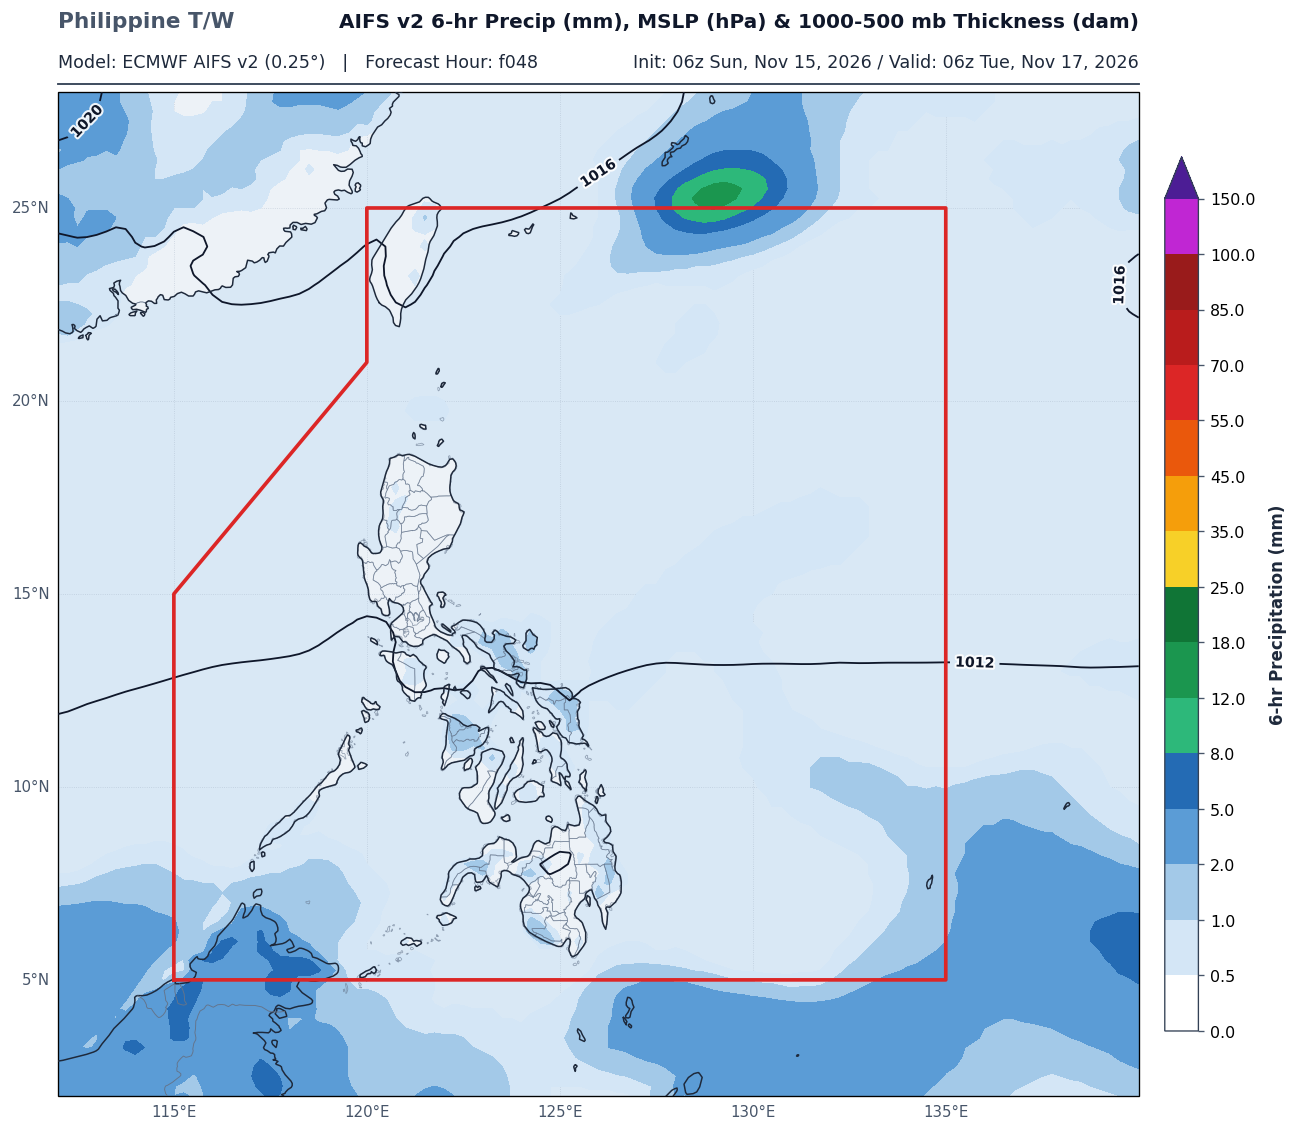 Philippine T/W
AIFS v2 6-hr Precip (mm), MSLP (hPa) & 1000-500 mb Thickness (dam)
Model: ECMWF AIFS v2 (0.25°) | Forecast Hour: f048
Init: 06z Sun, Nov 15, 2026 / Valid: 06z Tue, Nov 17, 2026
1020
1016
1016
1012
25°N
20°N
15°N
10°N
5°N
115°E
120°E
125°E
130°E
135°E
150.0
100.0
85.0
70.0
55.0
45.0
35.0
25.0
18.0
12.0
8.0
5.0
2.0
1.0
0.5
0.0
6-hr Precipitation (mm)